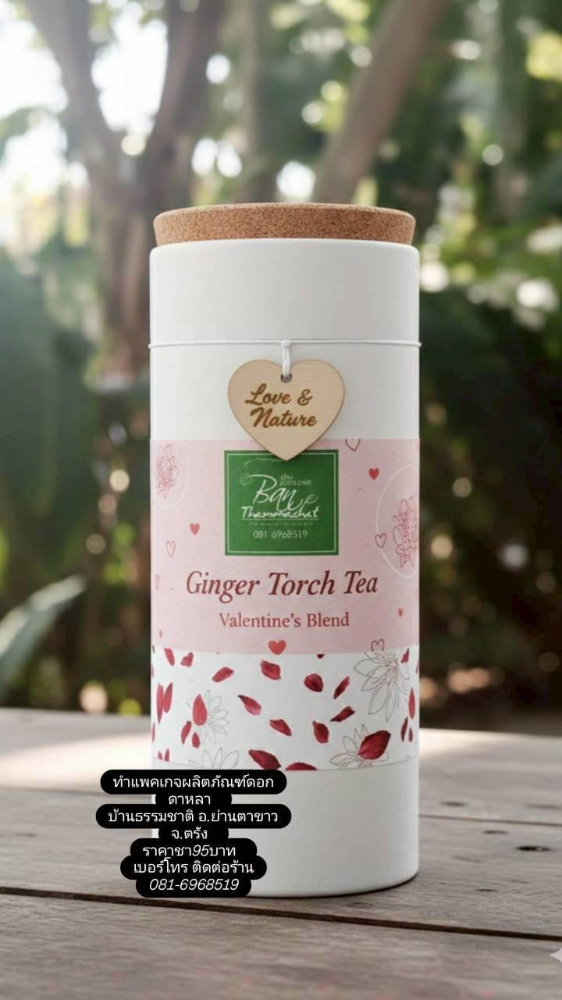 Love &
Nature
Ban
081 6968519
Ginger Torch Tea
Valentine's Blend
ทำแพคเกจผลิตภัณฑ์ดอก
ดาหลา
บ้านธรรมชาติ อ.ย่านตาขาว
จ.ตรัง
ราคาชา95บาท
เบอร์โทร ติดต่อร้าน
081-6968519